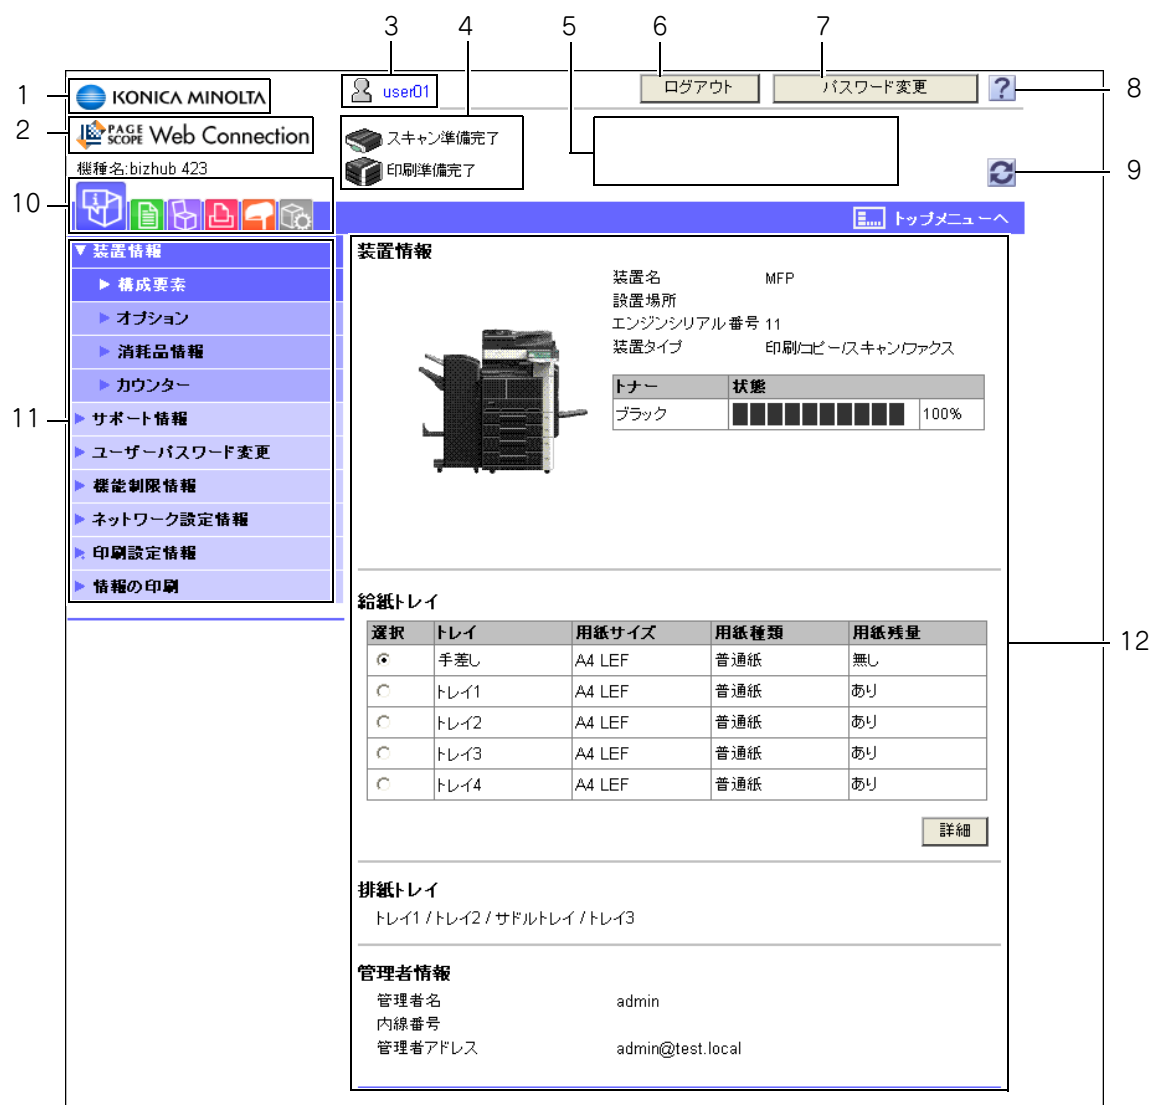 3 4 5 6 7
1 KONICA MINOLTA user01 ログアウト パスワード変更 ? 8
2 PAGE SCOPE Web Connection スキャン準備完了
機種名:bizhub 423 印刷準備完了 9
10 トップメニューへ
装置情報
構成要素
オプション
消耗品情報
カウンター
11 サポート情報
ユーザーパスワード変更
機能制限情報
ネットワーク設定情報
印刷設定情報
情報の印刷
装置情報
装置名 MFP
設置場所
エンジンシリアル番号 11
装置タイプ 印刷/コピー/スキャン/ファクス
トナー 状態
ブラック 100%
給紙トレイ
選択 トレイ 用紙サイズ 用紙種類 用紙残量
12
手差し A4 LEF 普通紙 無し
トレイ1 A4 LEF 普通紙 あり
トレイ2 A4 LEF 普通紙 あり
トレイ3 A4 LEF 普通紙 あり
トレイ4 A4 LEF 普通紙 あり
詳細
排紙トレイ
トレイ1 / トレイ2 / サドルトレイ / トレイ3
管理者情報
管理者名 admin
内線番号
管理者アドレス admin@test.local